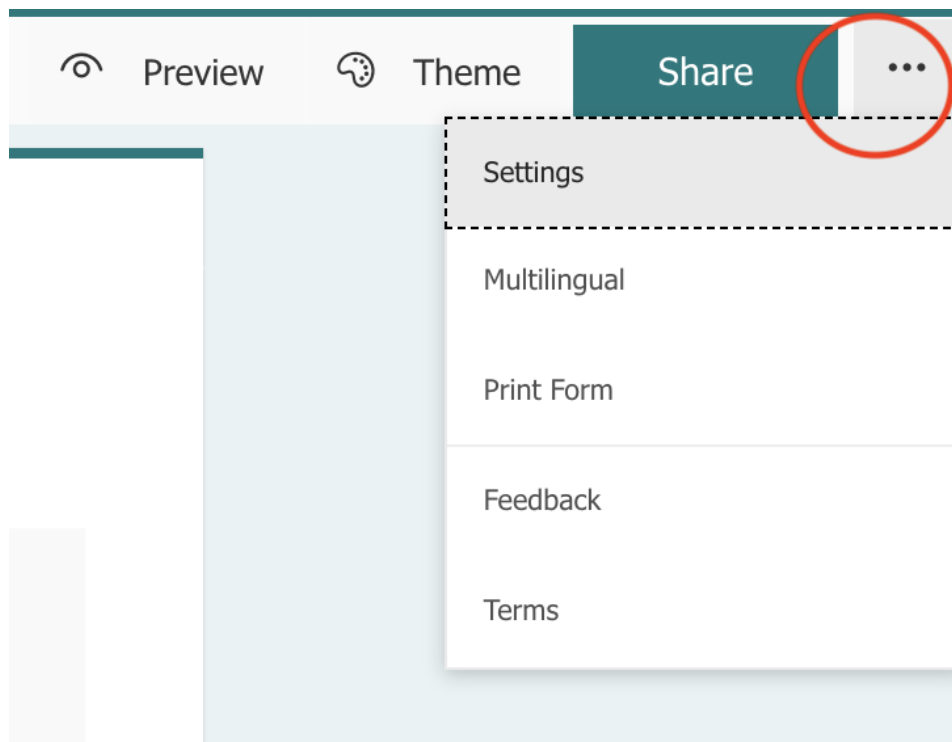 Preview Theme Share ...
Settings
Multilingual
Print Form
Feedback
Terms